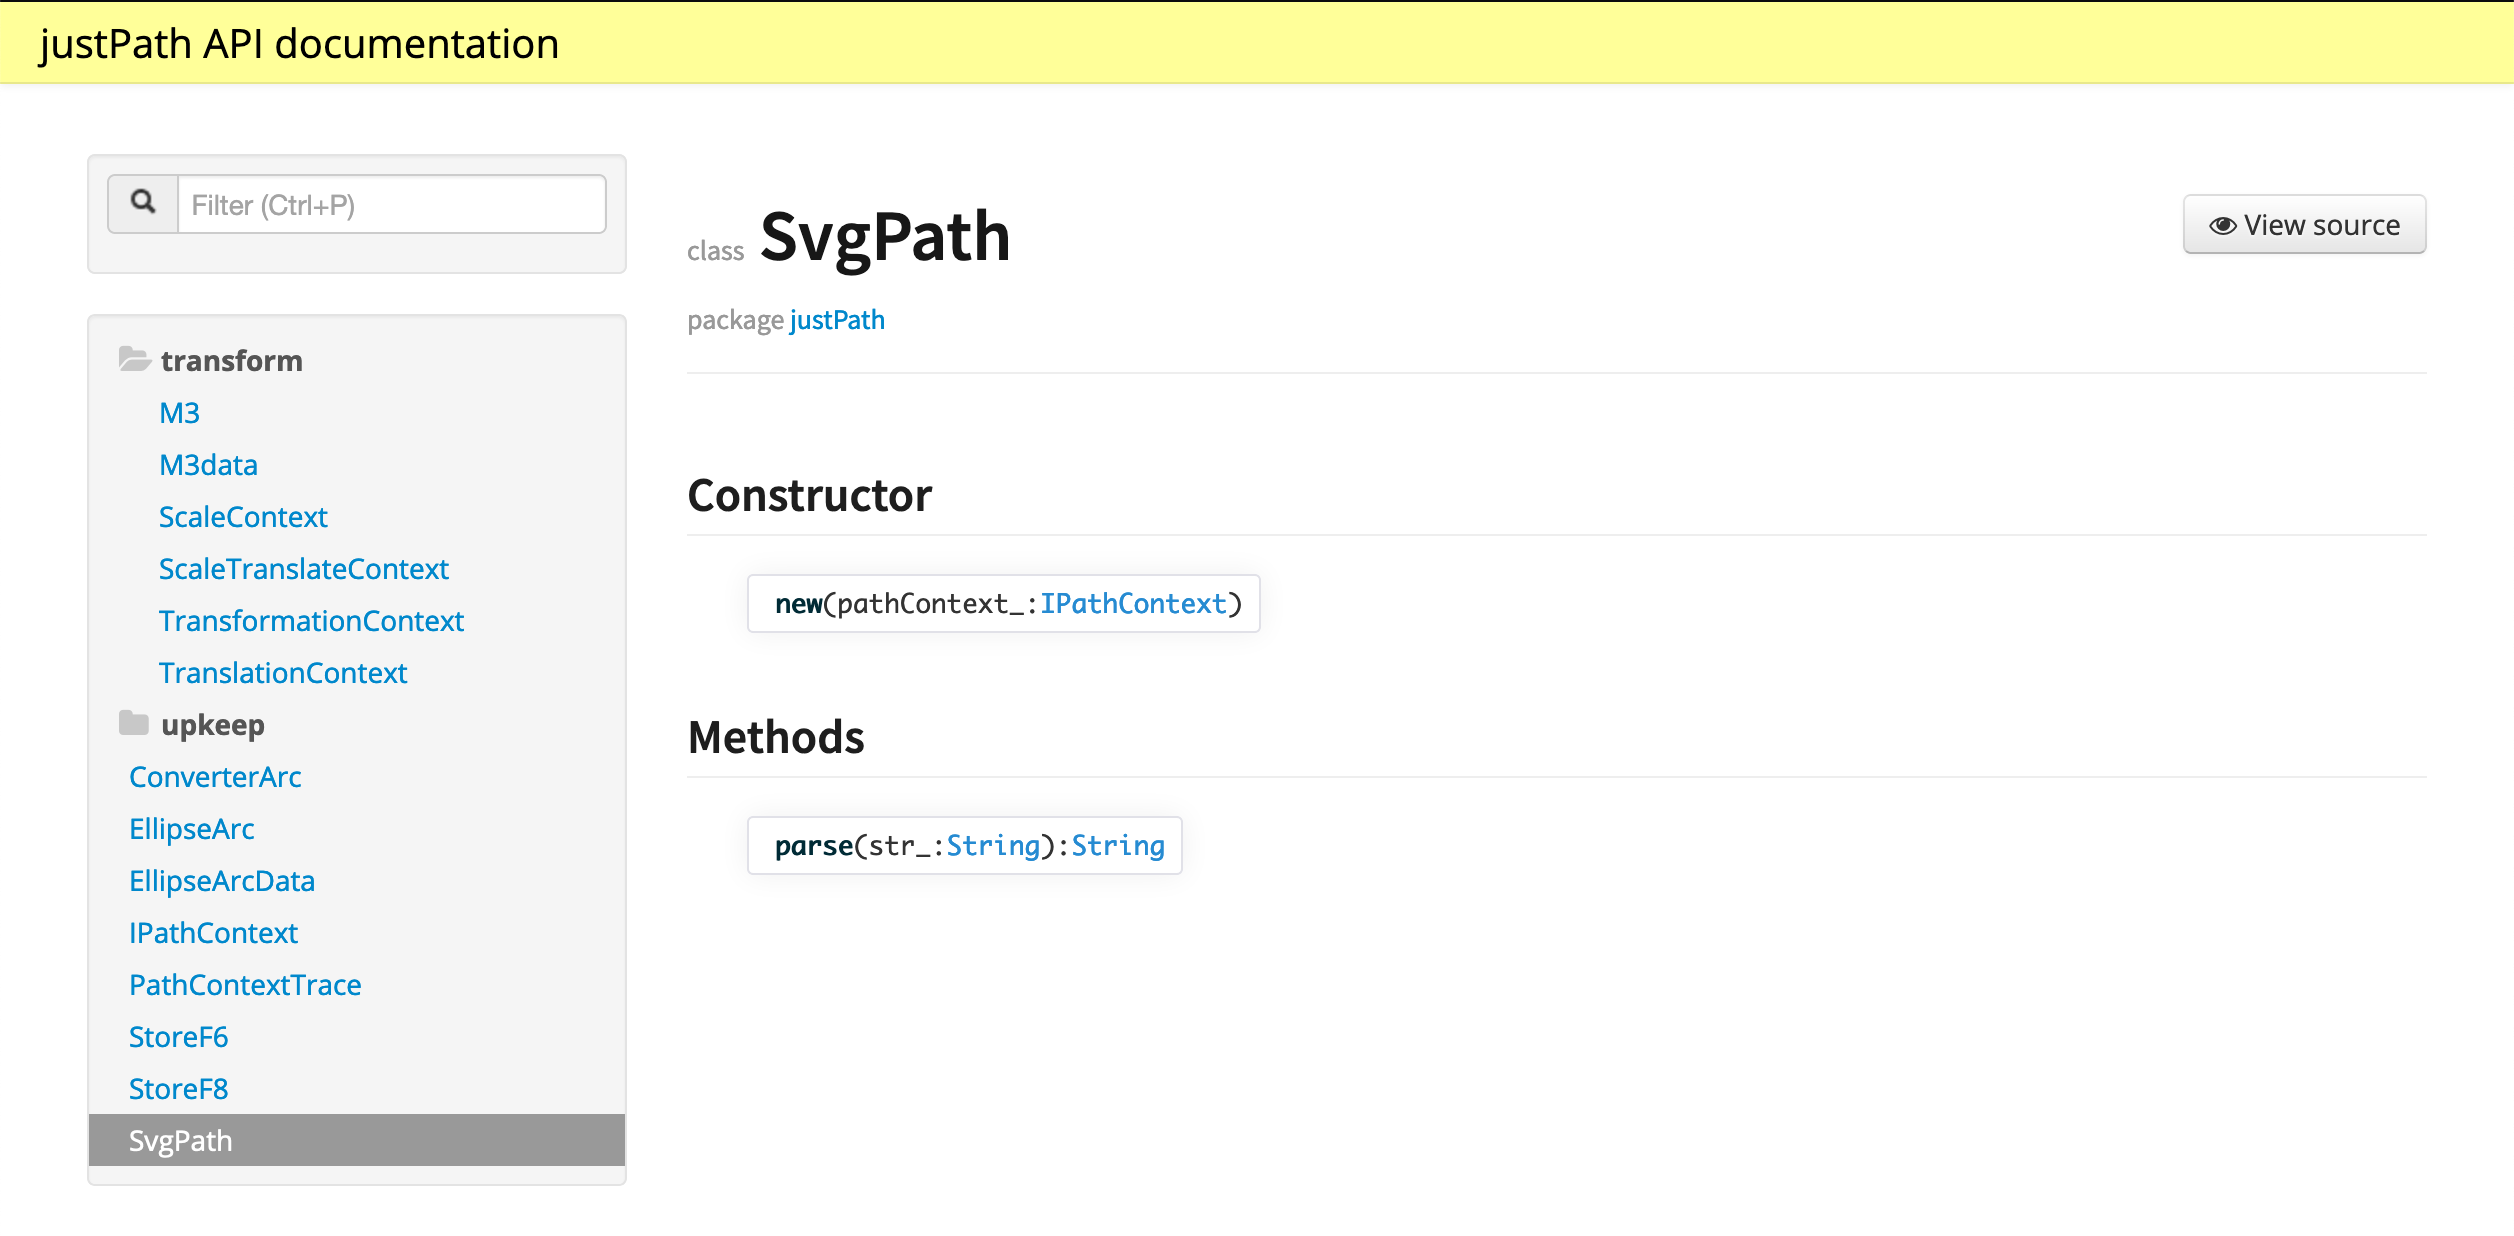 justPath API documentation
Filter (Ctrl+P)
transform
M3
M3data
ScaleContext
ScaleTranslateContext
TransformationContext
TranslationContext
upkeep
ConverterArc
EllipseArc
EllipseArcData
IPathContext
PathContextTrace
StoreF6
StoreF8
SvgPath
class SvgPath
View source
package justPath
Constructor
new(pathContext_:IPathContext)
Methods
parse(str_:String):String